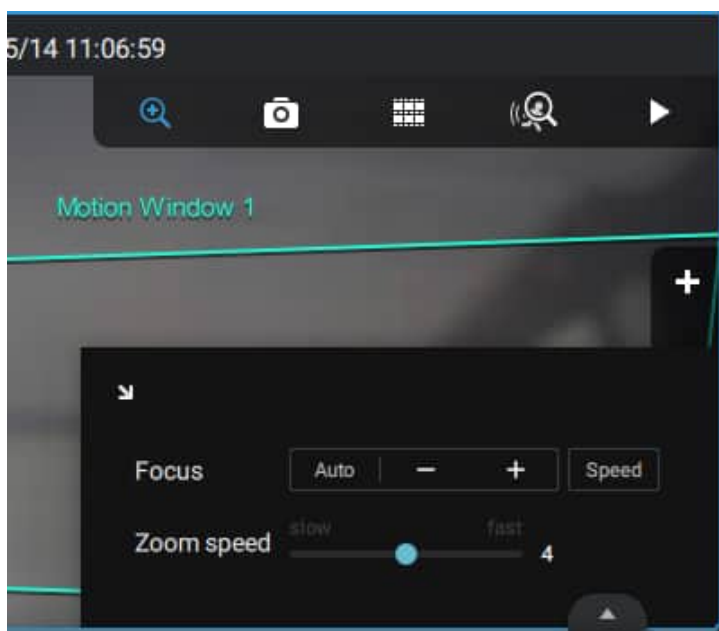 5/14 11:06:59
Motion Window 1
Focus Auto Speed
slow fast
Zoom speed 4